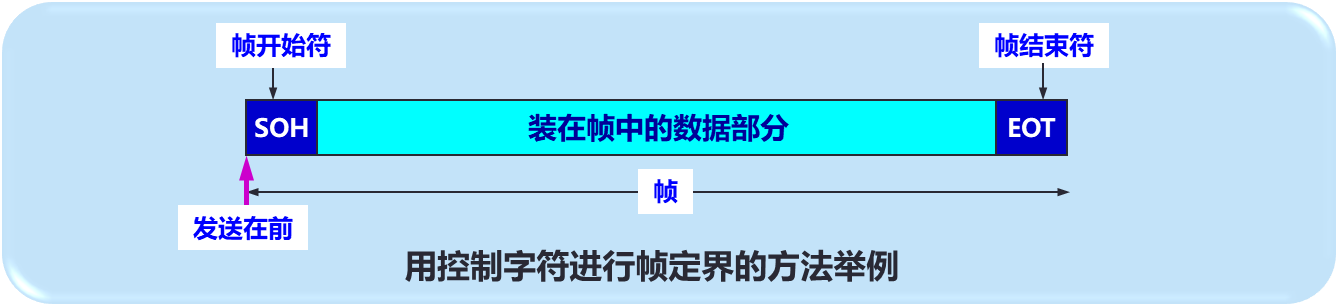 帧开始符
帧结束符
SOH
装在帧中的数据部分
EOT
帧
发送在前
用控制字符进行帧定界的方法举例